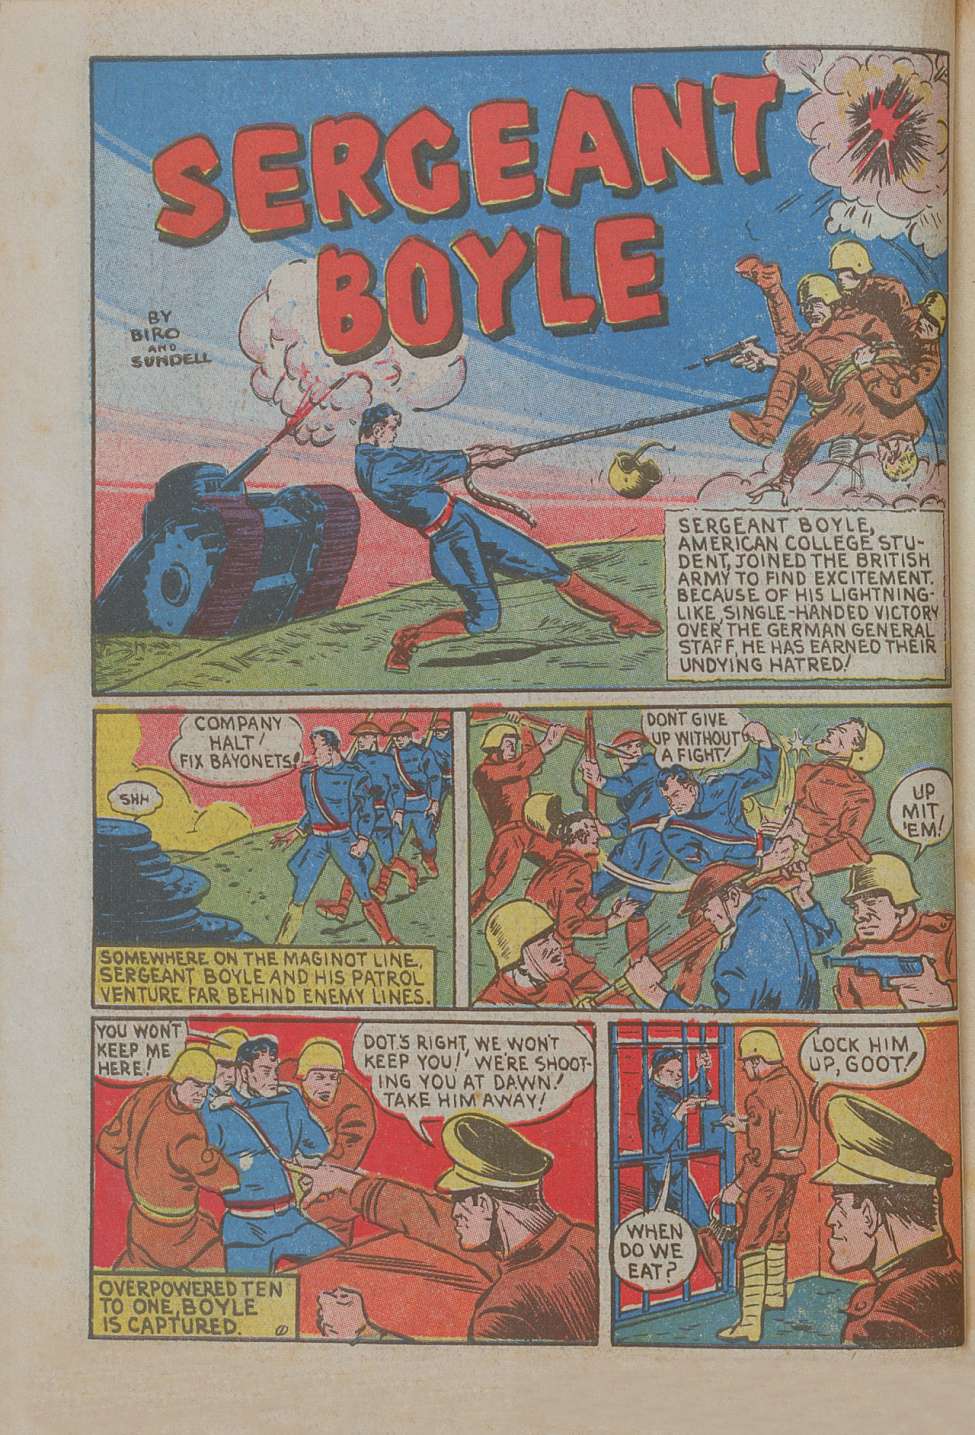 SERGEANT
BOYLE
BY
BIRO
AND
SUNDELL
SERGEANT BOYLE,
AMERICAN COLLEGE STU-
DENT, JOINED THE BRITISH
ARMY TO FIND EXCITEMENT.
BECAUSE OF HIS LIGHTNING-
LIKE, SINGLE-HANDED VICTORY
OVER THE GERMAN GENERAL
STAFF, HE HAS EARNED THEIR
UNDYING HATRED!
COMPANY
HALT!
FIX BAYONETS!
SHH
SOMEWHERE ON THE MAGINOT LINE,
SERGEANT BOYLE AND HIS PATROL
VENTURE FAR BEHIND ENEMY LINES.
DON'T GIVE
UP WITHOUT
A FIGHT!
UP
MIT
'EM!
YOU WON'T
KEEP ME
HERE!
DOT'S RIGHT, WE WON'T
KEEP YOU! WE'RE SHOOT-
ING YOU AT DAWN!
TAKE HIM AWAY!
OVERPOWERED TEN
TO ONE, BOYLE
IS CAPTURED.
1
LOCK HIM
UP, GOOT!
WHEN
DO WE
EAT?